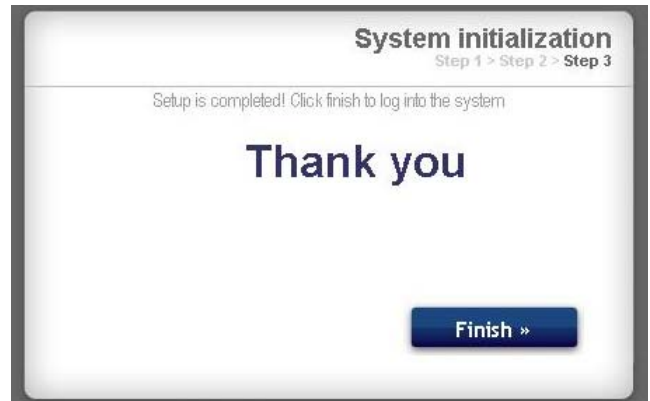 System initialization
Step 1 > Step 2 > Step 3
Setup is completed! Click finish to log into the system
Thank you
Finish »